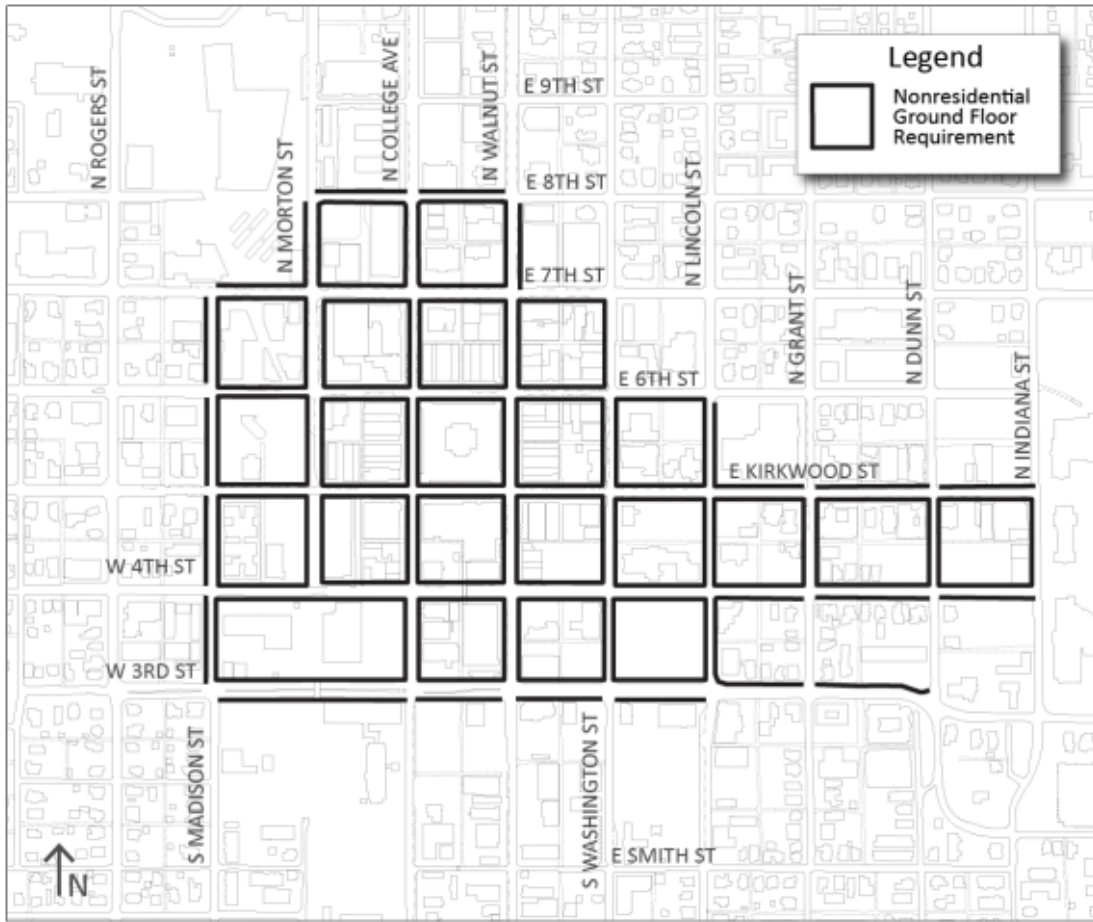 Legend
Nonresidential
Ground Floor
Requirement
N ROGERS ST
N MORTON ST
N COLLEGE AVE
N WALNUT ST
E 9TH ST
E 8TH ST
E 7TH ST
N LINCOLN ST
N GRANT ST
N DUNN ST
N INDIANA ST
E 6TH ST
E KIRKWOOD ST
W 4TH ST
W 3RD ST
S MADISON ST
S WASHINGTON ST
E SMITH ST
N